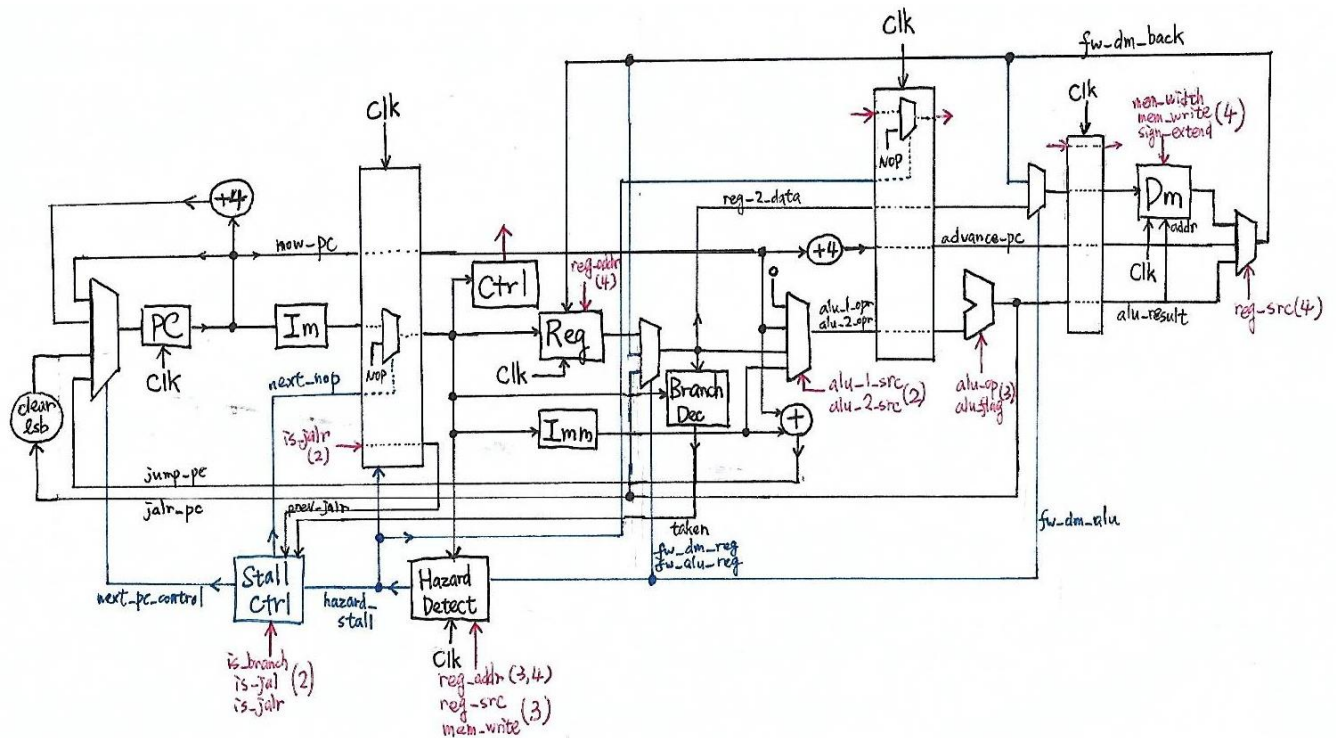 Clk
fw_dm_back
Clk
Clk
mem_width
mem_write (4)
sign_extend
NOP
+4
reg_2_data
Dm
addr
now_pc
Ctrl
reg_addr
(4)
+4
advance_pc
Clk
0
PC
Im
Reg
alu_1_opr
alu_2_opr
alu_result
reg_src(4)
Clk
NOP
next_nop
Clk
Branch
Dec
alu_1_src
alu_2_src (2)
alu_op
alu_flag (3)
clear
lsb
is_jalr
(2)
Imm
+
jump_pc
jalr_pc
prev_jalr
taken
fw_dm_reg
fw_alu_reg
fw_dm_alu
next_pc_control
Stall
Ctrl
hazard_
stall
Hazard
Detect
Clk
is_branch
is_jal (2)
is_jalr
reg_addr (3,4)
reg_src
mem_write (3)